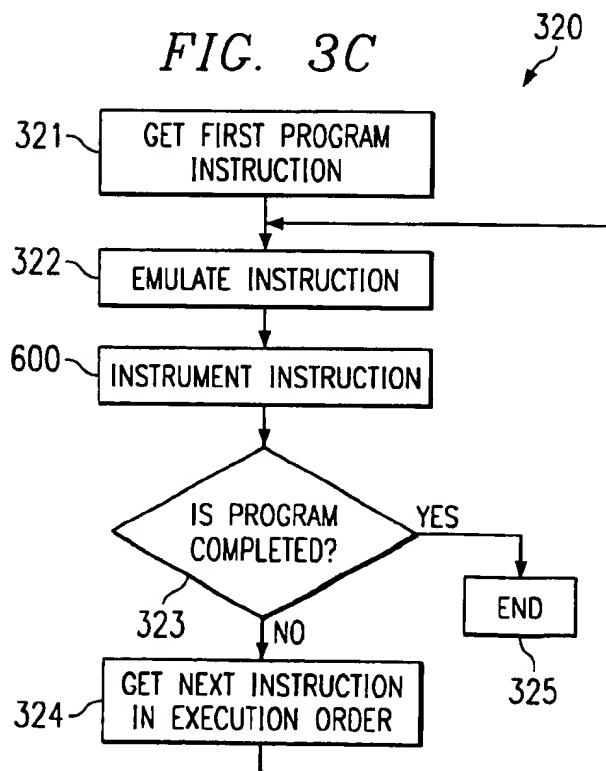 FIG. 3C
320
321
GET FIRST PROGRAM
INSTRUCTION
322
EMULATE INSTRUCTION
600
INSTRUMENT INSTRUCTION
IS PROGRAM
COMPLETED?
YES
323
NO
END
325
324
GET NEXT INSTRUCTION
IN EXECUTION ORDER